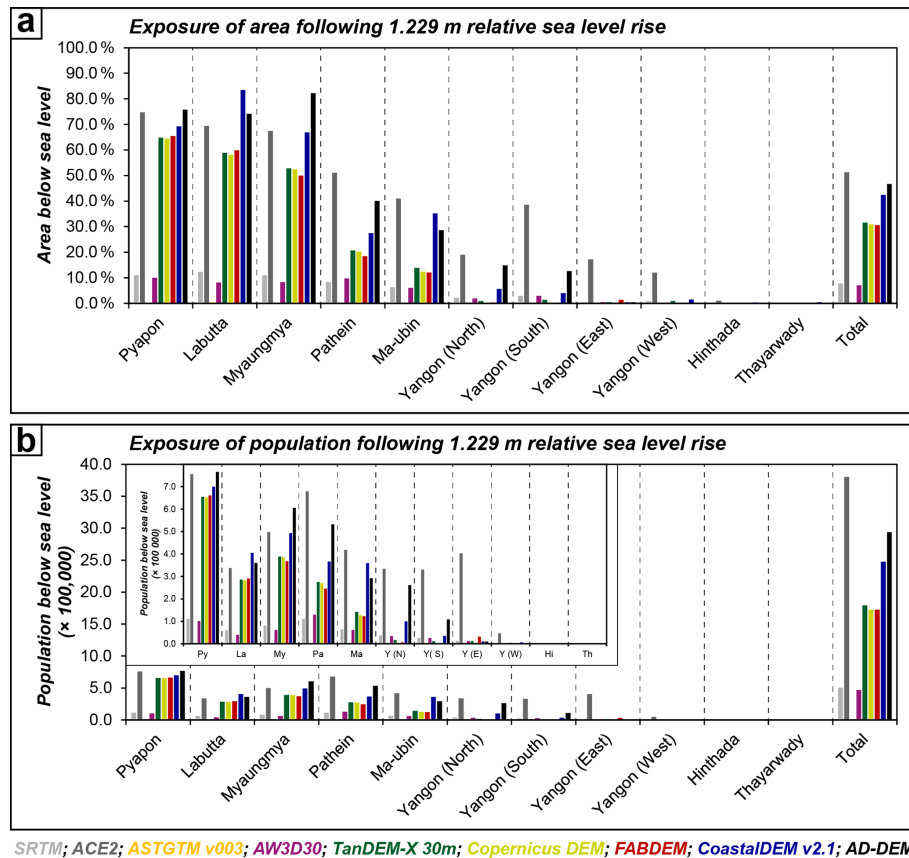 a
Exposure of area following 1.229 m relative sea level rise
Area below sea level
100.0 %
90.0 %
80.0 %
70.0 %
60.0 %
50.0 %
40.0 %
30.0 %
20.0 %
10.0 %
0.0 %
Pyapon
Labutta
Myaungmya
Pathein
Ma-ubin
Yangon (North)
Yangon (South)
Yangon (East)
Yangon (West)
Hinthada
Thayarwady
Total
b
Exposure of population following 1.229 m relative sea level rise
Population below sea level
(× 100,000)
40.0
35.0
30.0
25.0
20.0
15.0
10.0
5.0
0.0
Population below sea level
(× 100 000)
7.0
6.0
5.0
4.0
3.0
2.0
1.0
0.0
Py
La
My
Pa
Ma
Y (N)
Y( S)
Y (E)
Y (W)
Hi
Th
Pyapon
Labutta
Myaungmya
Pathein
Ma-ubin
Yangon (North)
Yangon (South)
Yangon (East)
Yangon (West)
Hinthada
Thayarwady
Total
SRTM; ACE2; ASTGTM v003; AW3D30; TanDEM-X 30m; Copernicus DEM; FABDEM; CoastalDEM v2.1; AD-DEM